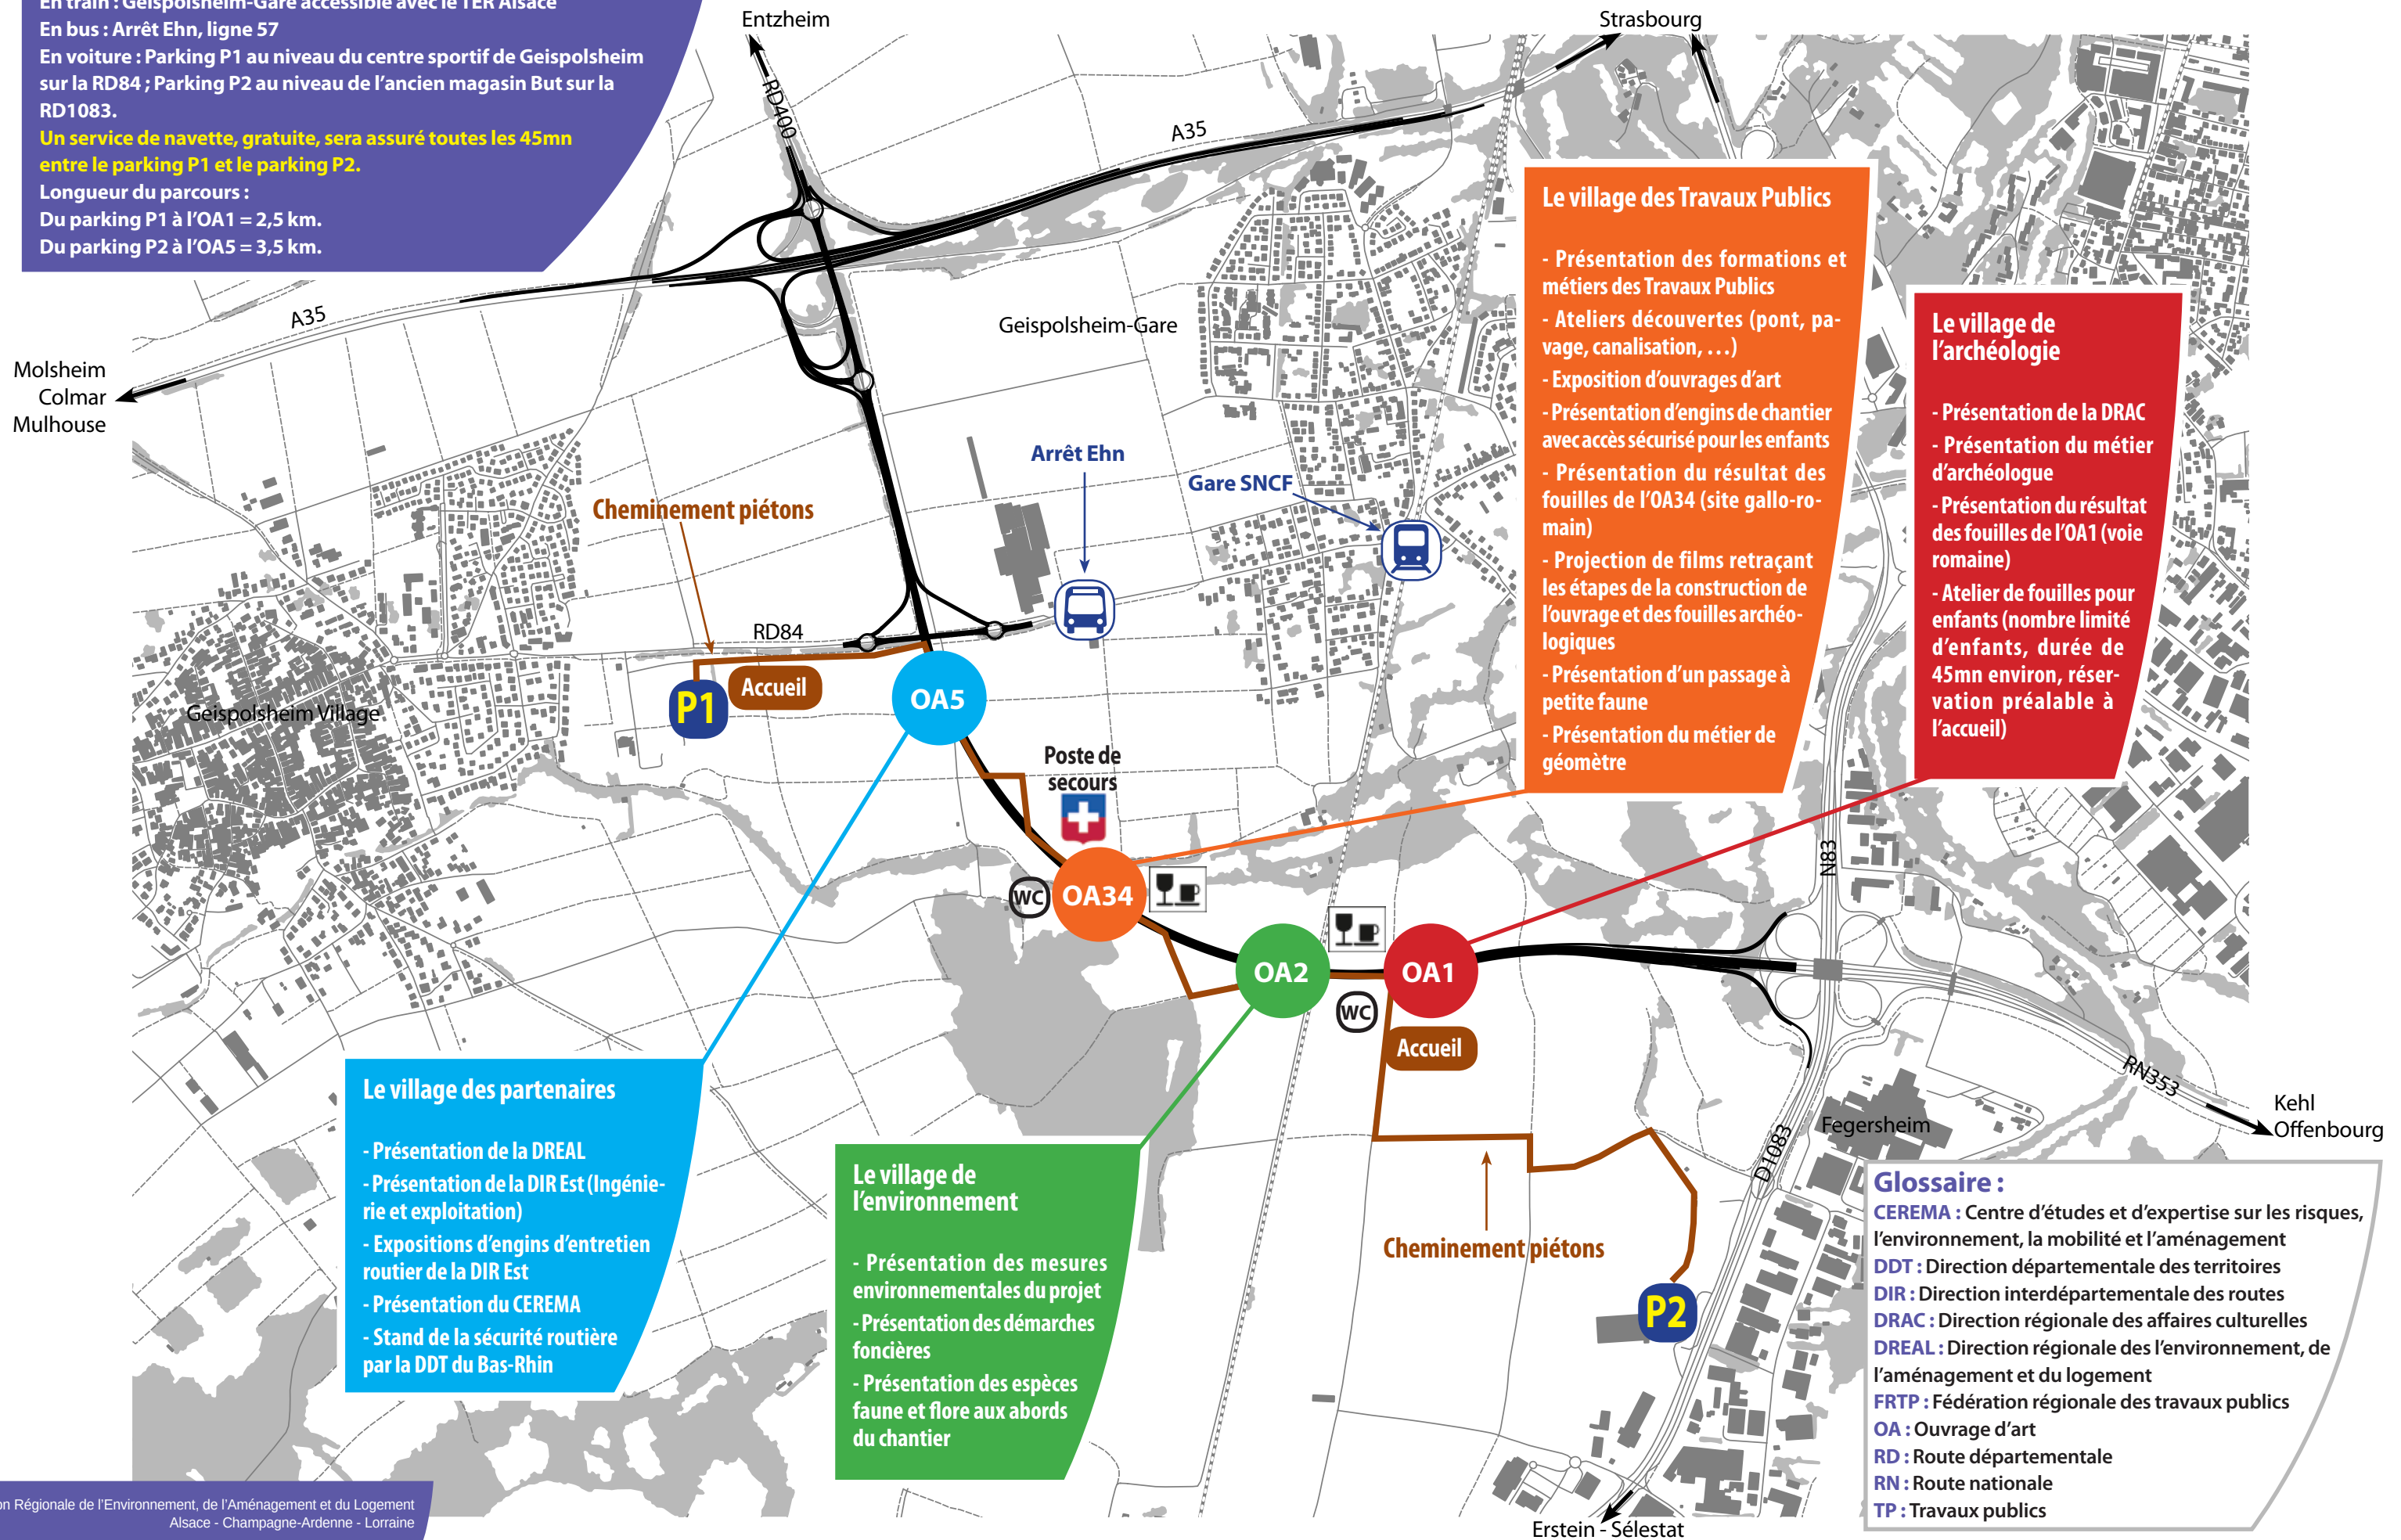 En train : Geispolsheim-Gare accessible avec le TER Alsace
En bus : Arrêt Ehn, ligne 57
En voiture : Parking P1 au niveau du centre sportif de Geispolsheim
sur la RD84 ; Parking P2 au niveau de l'ancien magasin But sur la
RD1083.
Un service de navette, gratuite, sera assuré toutes les 45mn
entre le parking P1 et le parking P2.
Longueur du parcours :
Du parking P1 à l'OA1 = 2,5 km.
Du parking P2 à l'OA5 = 3,5 km.
Entzheim
Strasbourg
RD400
A35
A35
Molsheim
Colmar
Mulhouse
Geispolsheim-Gare
Arrêt Ehn
Gare SNCF
Cheminement piétons
RD84
Accueil
P1
OA5
Geispolsheim Village
Poste de
secours
WC
OA34
OA2
OA1
WC
Accueil
N83
RN353
Kehl
Offenbourg
Fegersheim
D1083
Cheminement piétons
P2
Erstein - Sélestat
Le village des Travaux Publics
- Présentation des formations et
métiers des Travaux Publics
- Ateliers découvertes (pont, pa-
vage, canalisation, …)
- Exposition d'ouvrages d'art
- Présentation d'engins de chantier
avec accès sécurisé pour les enfants
- Présentation du résultat des
fouilles de l'OA34 (site gallo-ro-
main)
- Projection de films retraçant
les étapes de la construction de
l'ouvrage et des fouilles archéo-
logiques
- Présentation d'un passage à
petite faune
- Présentation du métier de
géomètre
Le village de
l'archéologie
- Présentation de la DRAC
- Présentation du métier
d'archéologue
- Présentation du résultat
des fouilles de l'OA1 (voie
romaine)
- Atelier de fouilles pour
enfants (nombre limité
d'enfants, durée de
45mn environ, réser-
vation préalable à
l'accueil)
Le village des partenaires
- Présentation de la DREAL
- Présentation de la DIR Est (Ingénie-
rie et exploitation)
- Expositions d'engins d'entretien
routier de la DIR Est
- Présentation du CEREMA
- Stand de la sécurité routière
par la DDT du Bas-Rhin
Le village de
l'environnement
- Présentation des mesures
environnementales du projet
- Présentation des démarches
foncières
- Présentation des espèces
faune et flore aux abords
du chantier
Glossaire :
CEREMA : Centre d'études et d'expertise sur les risques,
l'environnement, la mobilité et l'aménagement
DDT : Direction départementale des territoires
DIR : Direction interdépartementale des routes
DRAC : Direction régionale des affaires culturelles
DREAL : Direction régionale des l'environnement, de
l'aménagement et du logement
FRTP : Fédération régionale des travaux publics
OA : Ouvrage d'art
RD : Route départementale
RN : Route nationale
TP : Travaux publics
on Régionale de l'Environnement, de l'Aménagement et du Logement
Alsace - Champagne-Ardenne - Lorraine